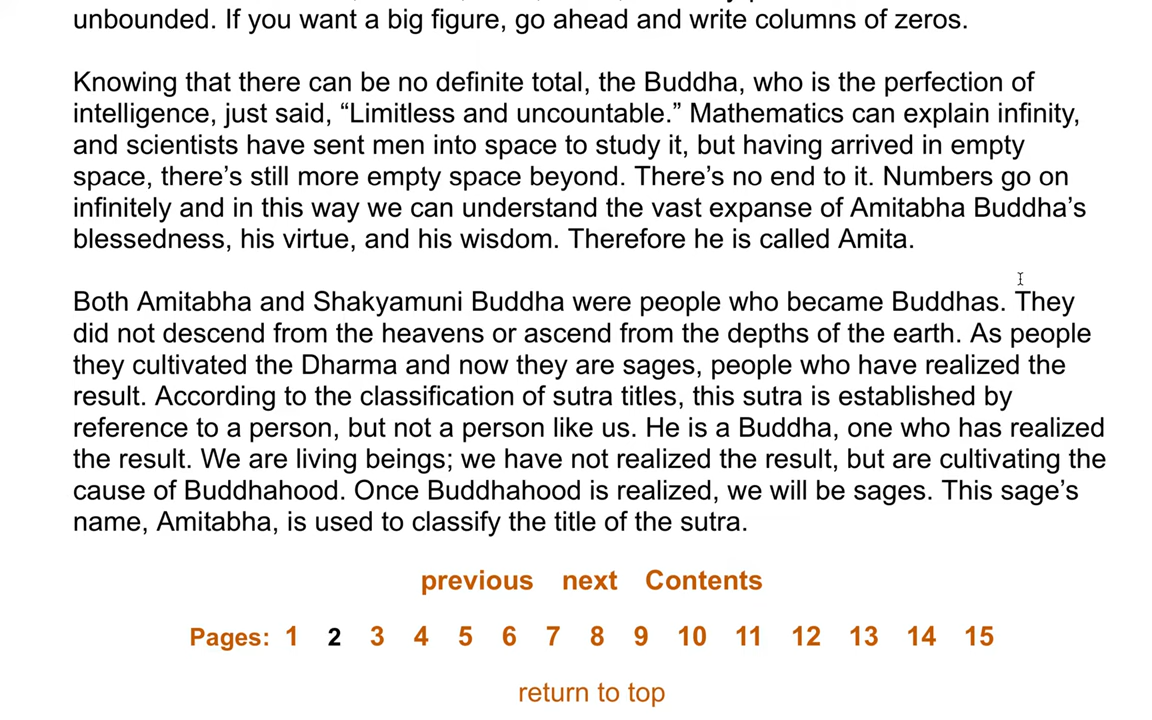 unbounded. If you want a big figure, go ahead and write columns of zeros.
Knowing that there can be no definite total, the Buddha, who is the perfection of
intelligence, just said, “Limitless and uncountable.” Mathematics can explain infinity,
and scientists have sent men into space to study it, but having arrived in empty
space, there’s still more empty space beyond. There’s no end to it. Numbers go on
infinitely and in this way we can understand the vast expanse of Amitabha Buddha’s
blessedness, his virtue, and his wisdom. Therefore he is called Amita.
Both Amitabha and Shakyamuni Buddha were people who became Buddhas. They
did not descend from the heavens or ascend from the depths of the earth. As people
they cultivated the Dharma and now they are sages, people who have realized the
result. According to the classification of sutra titles, this sutra is established by
reference to a person, but not a person like us. He is a Buddha, one who has realized
the result. We are living beings; we have not realized the result, but are cultivating the
cause of Buddhahood. Once Buddhahood is realized, we will be sages. This sage’s
name, Amitabha, is used to classify the title of the sutra.
previous next Contents
Pages: 1 2 3 4 5 6 7 8 9 10 11 12 13 14 15
return to top